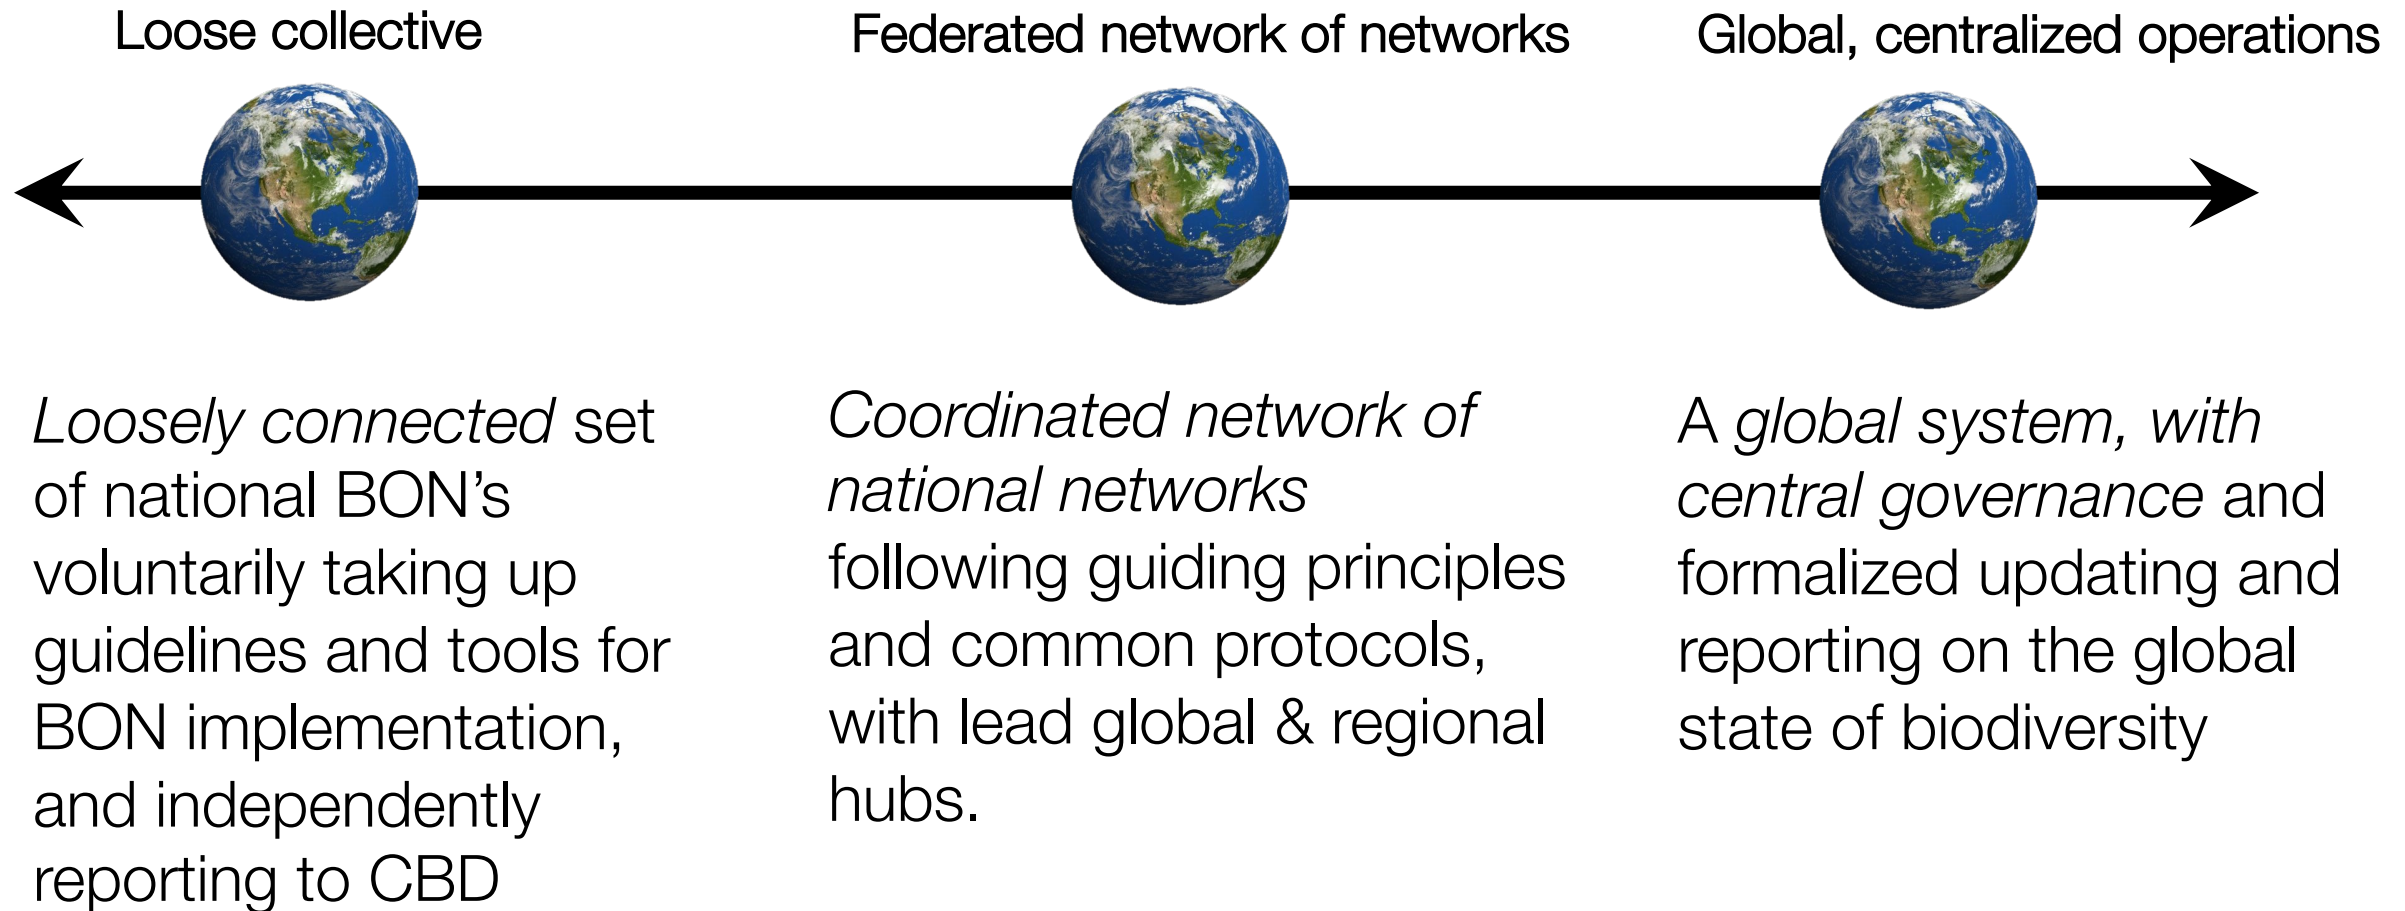 Loose collective
Federated network of networks
Global, centralized operations
Loosely connected set
of national BON’s
voluntarily taking up
guidelines and tools for
BON implementation,
and independently
reporting to CBD
Coordinated network of
national networks
following guiding principles
and common protocols,
with lead global & regional
hubs.
A global system, with
central governance and
formalized updating and
reporting on the global
state of biodiversity